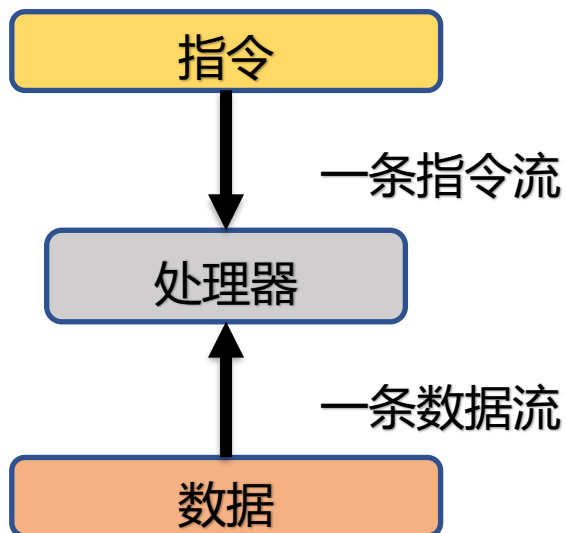 指令
一条指令流
处理器
一条数据流
数据